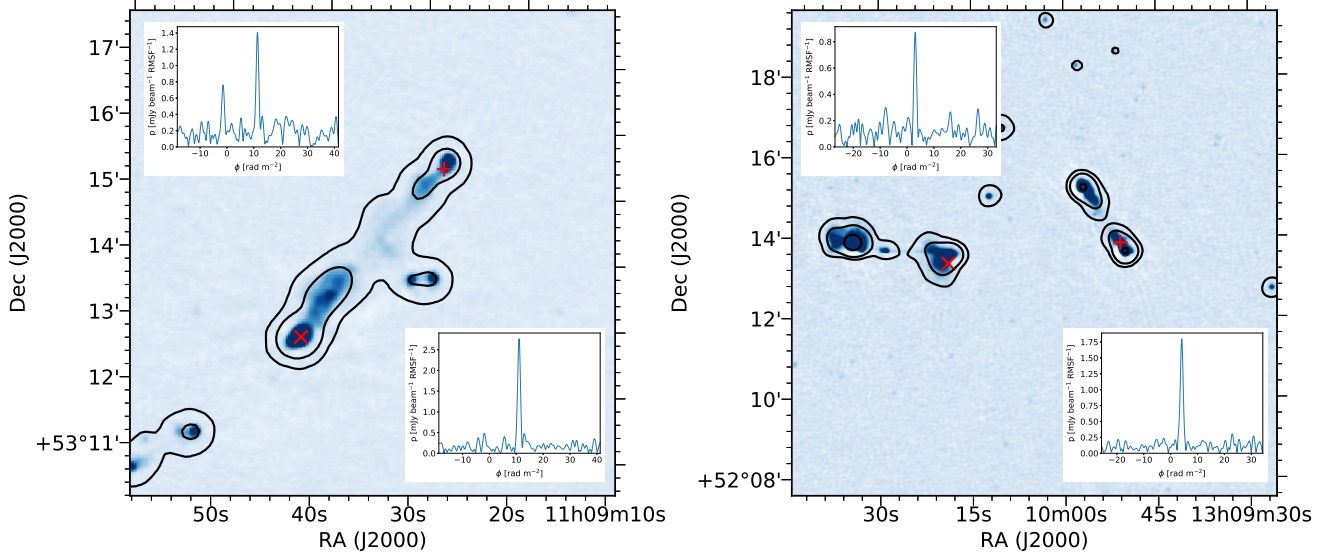 17'
16'
15'
14'
13'
12'
+53°11'
Dec (J2000)
50s 40s 30s 20s 11h09m10s
RA (J2000)
1.4
1.2
1.0
0.8
0.6
0.4
0.2
0.0
−10 0 10 20 30 40
p [mJy beam⁻¹ RMSF⁻¹]
ϕ [rad m⁻²]
2.5
2.0
1.5
1.0
0.5
0.0
−10 0 10 20 30 40
p [mJy beam⁻¹ RMSF⁻¹]
ϕ [rad m⁻²]
18'
16'
14'
12'
10'
+52°08'
Dec (J2000)
30s 15s 10m00s 45s 13h09m30s
RA (J2000)
0.8
0.6
0.4
0.2
0.0
−20 −10 0 10 20 30
p [mJy beam⁻¹ RMSF⁻¹]
ϕ [rad m⁻²]
1.75
1.50
1.25
1.00
0.75
0.50
0.25
0.00
−20 −10 0 10 20 30
p [mJy beam⁻¹ RMSF⁻¹]
ϕ [rad m⁻²]